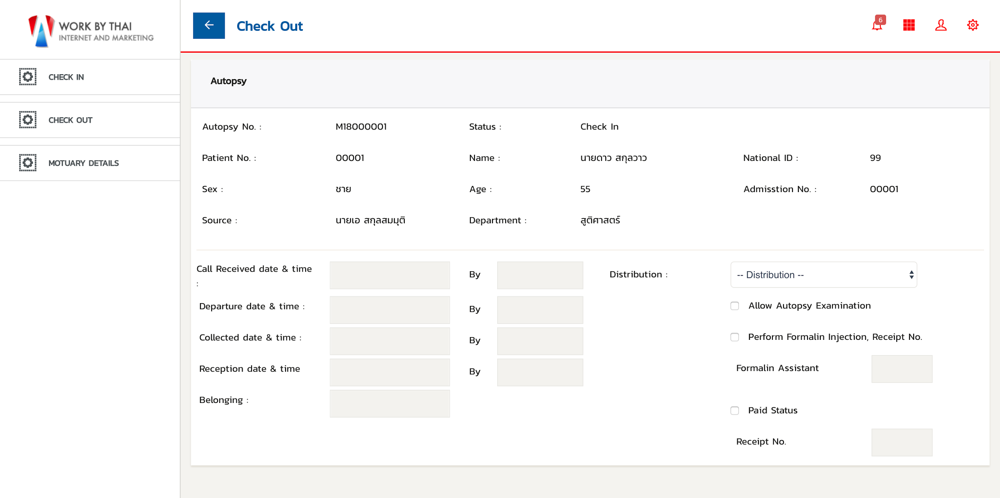 WORK BY THAI
INTERNET AND MARKETING
CHECK IN
CHECK OUT
MOTUARY DETAILS
Check Out
6
Autopsy
Autopsy No. : M18000001 Status : Check In
Patient No. : 00001 Name : นายดาว สกุลวาว National ID : 99
Sex : ชาย Age : 55 Admisstion No. : 00001
Source : นายเอ สกุลสมมุติ Department : สูติศาสตร์
Call Received date & time : By Distribution : -- Distribution --
Departure date & time : By Allow Autopsy Examination
Collected date & time : By Perform Formalin Injection, Receipt No.
Reception date & time By Formalin Assistant
Belonging :
Paid Status
Receipt No.